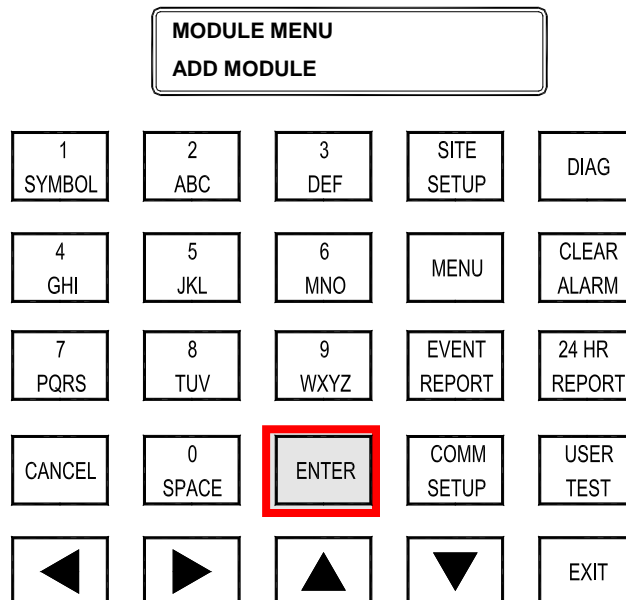 MODULE MENU
ADD MODULE
1
SYMBOL
2
ABC
3
DEF
SITE
SETUP
DIAG
4
GHI
5
JKL
6
MNO
MENU
CLEAR
ALARM
7
PQRS
8
TUV
9
WXYZ
EVENT
REPORT
24 HR
REPORT
CANCEL
0
SPACE
ENTER
COMM
SETUP
USER
TEST
EXIT